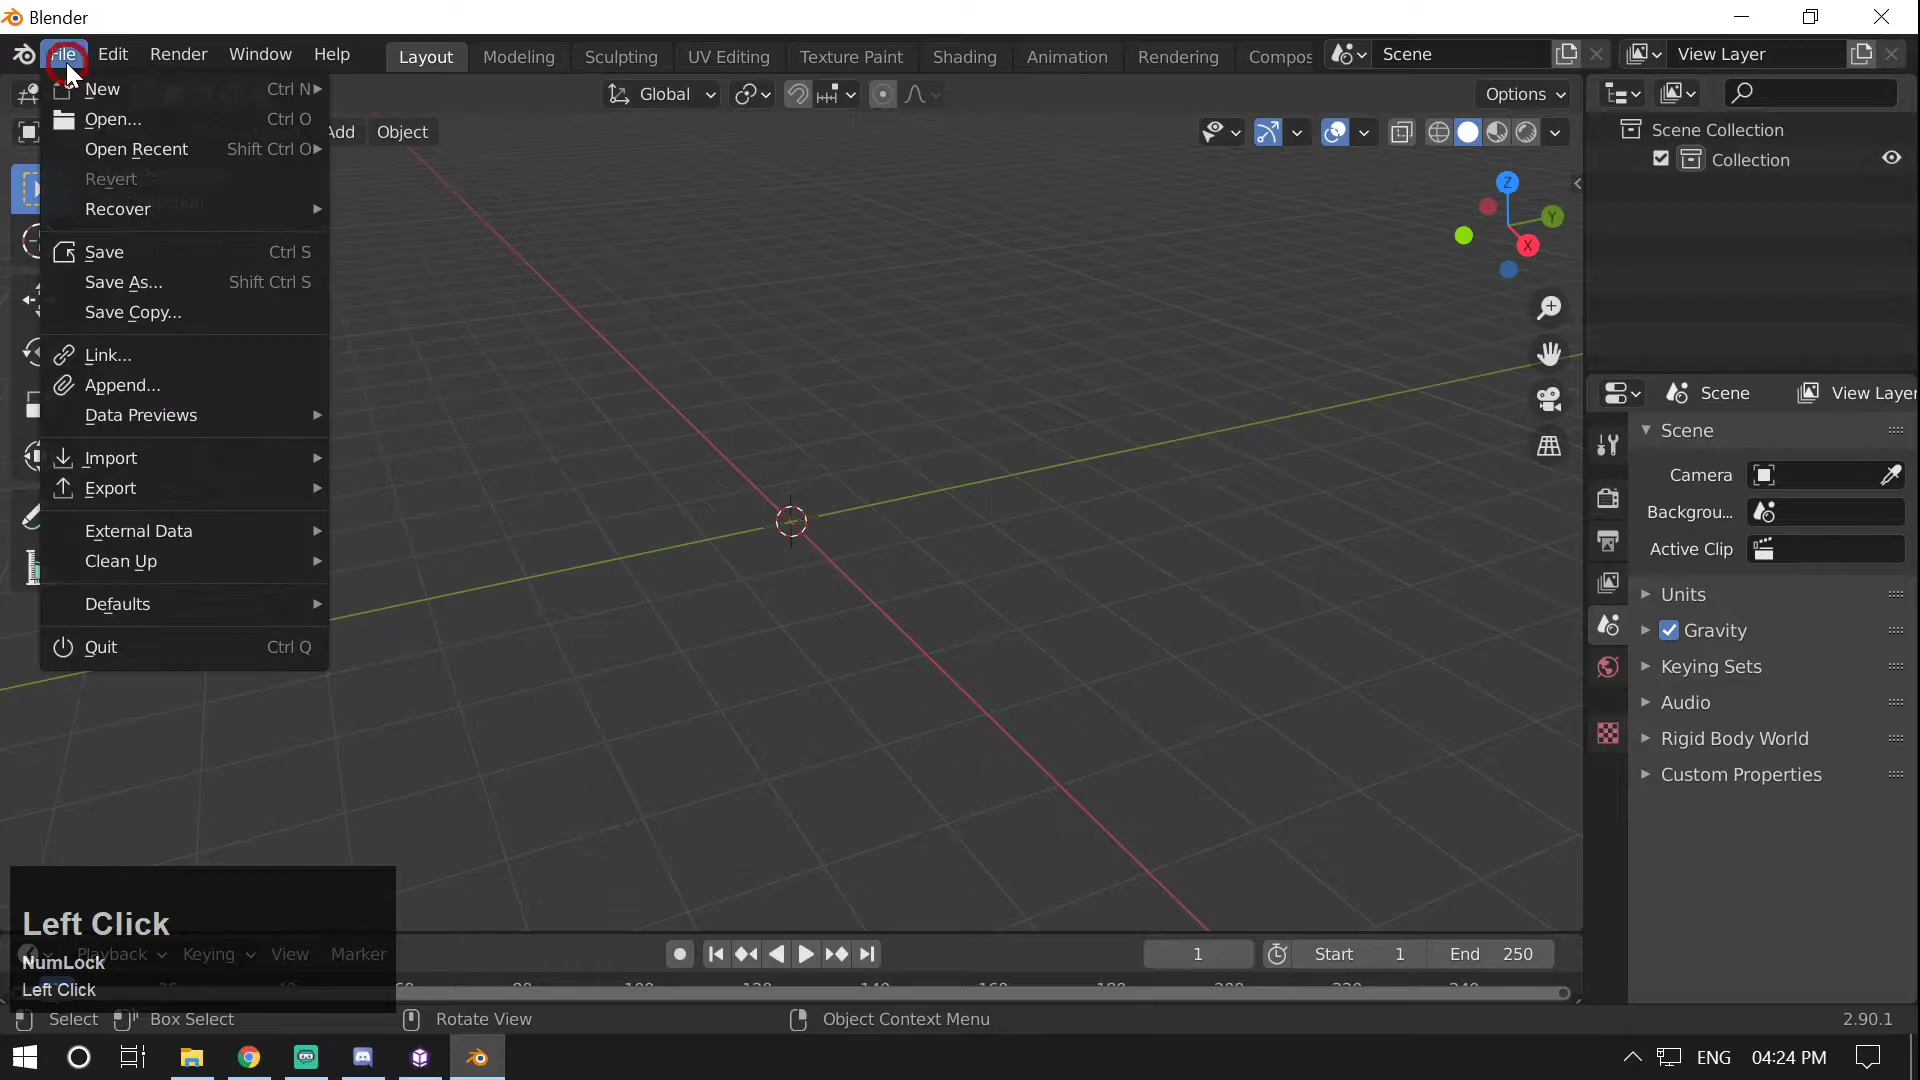 Blender
File Edit Render Window Help Layout Modeling Sculpting UV Editing Texture Paint Shading Animation Rendering Compos Scene View Layer
New Ctrl N
Open... Ctrl O
Open Recent Shift Ctrl O
Revert
Recover
Save Ctrl S
Save As... Shift Ctrl S
Save Copy...
Link...
Append...
Data Previews
Import
Export
External Data
Clean Up
Defaults
Quit Ctrl Q
Global Options
Add Object
Z
Y
X
Scene Collection
Collection
Scene View Layer
Scene
Camera
Backgrou...
Active Clip
Units
Gravity
Keying Sets
Audio
Rigid Body World
Custom Properties
Left Click
NumLock
Left Click
Playback Keying View Marker 1 Start 1 End 250
Select Box Select Rotate View Object Context Menu 2.90.1
ENG 04:24 PM